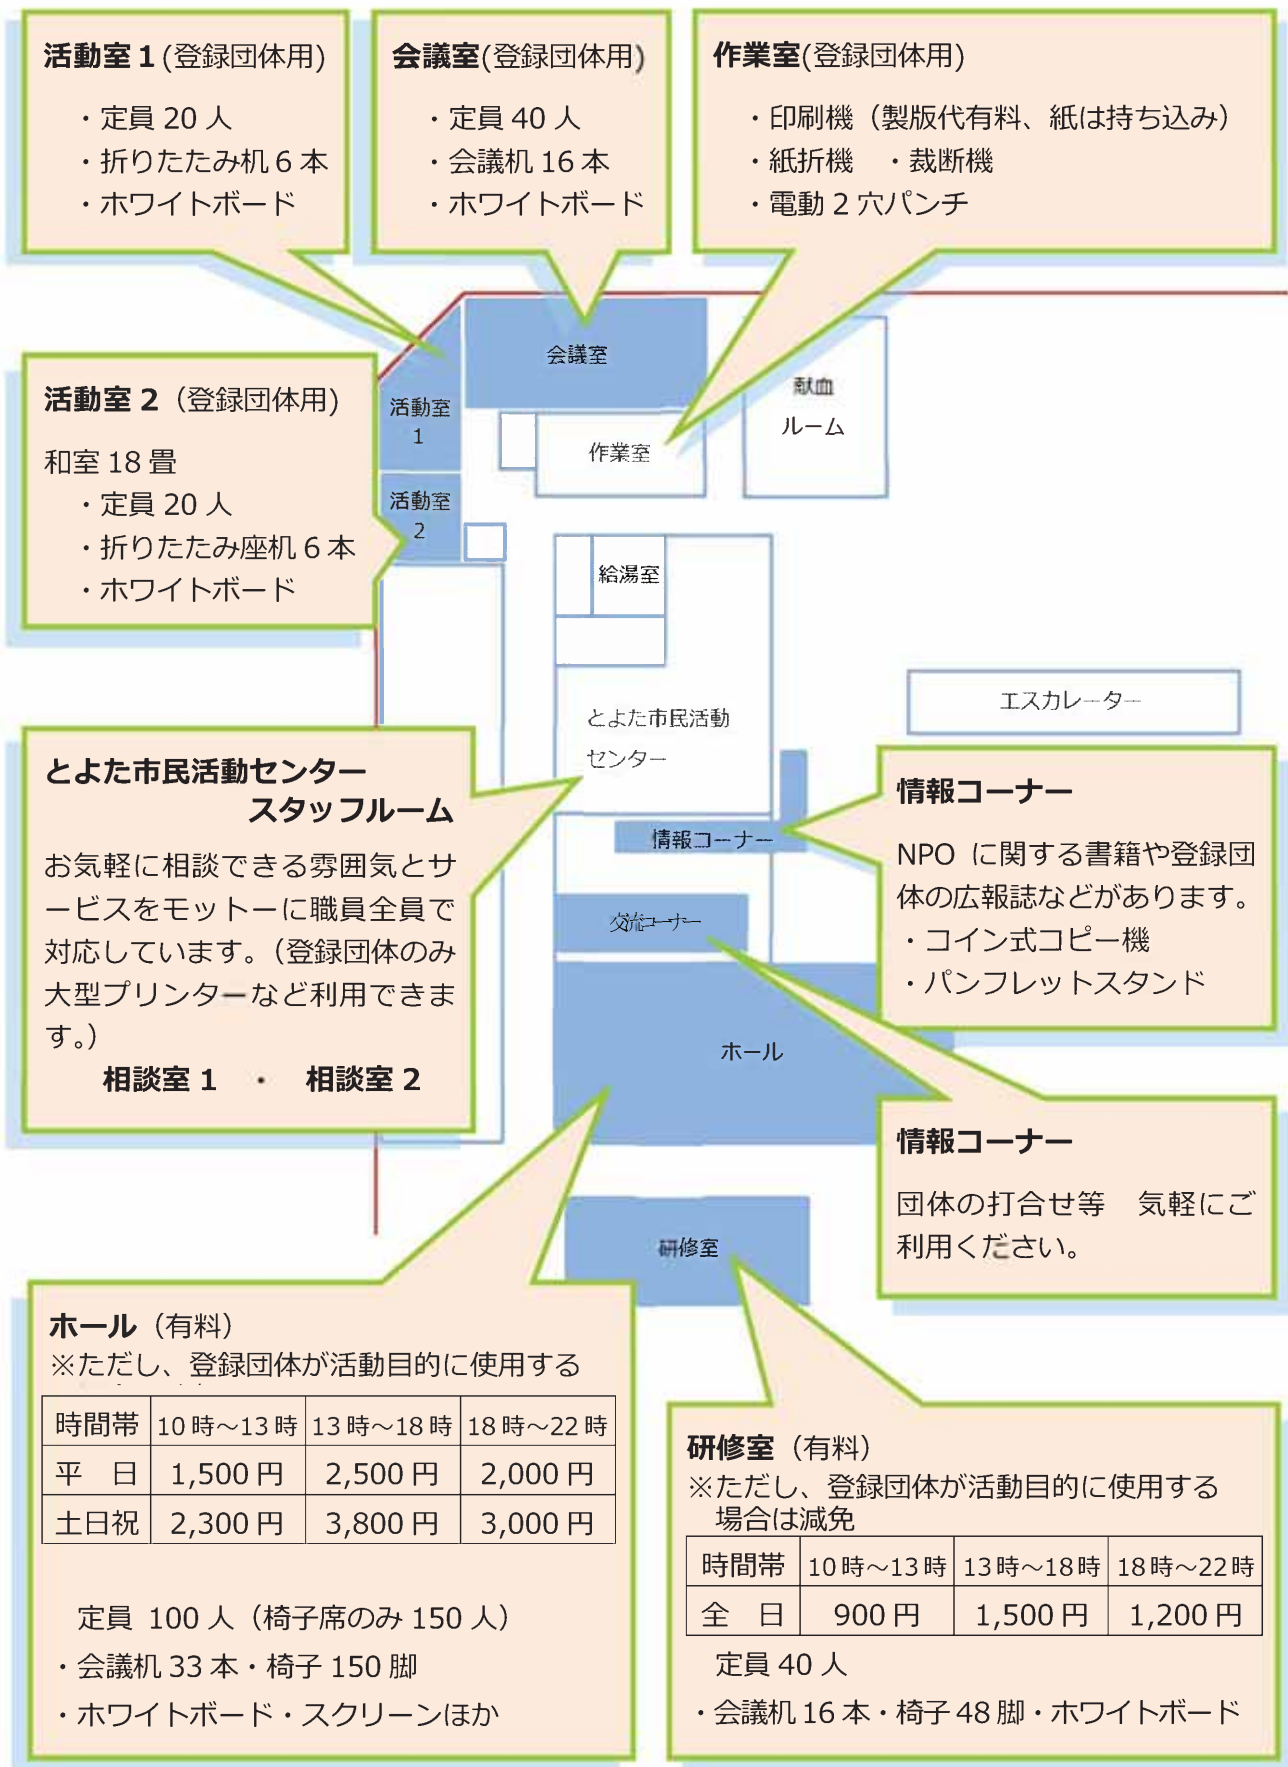 活動室 1 (登録団体用)
・定員 20 人
・折りたたみ机 6 本
・ホワイトボード
会議室(登録団体用)
・定員 40 人
・会議机 16 本
・ホワイトボード
作業室(登録団体用)
・印刷機（製版代有料、紙は持ち込み）
・紙折機　・裁断機
・電動 2 穴パンチ
活動室 2（登録団体用）
和室 18 畳
・定員 20 人
・折りたたみ座机 6 本
・ホワイトボード
会議室
活動室
1
作業室
献血
ルーム
活動室
2
給湯室
とよた市民活動
センター
エスカレーター
情報コーナー
交流コーナー
ホール
研修室
とよた市民活動センター
スタッフルーム
お気軽に相談できる雰囲気とサ
ービスをモットーに職員全員で
対応しています。（登録団体のみ
大型プリンターなど利用できま
す。）
相談室 1　・　相談室 2
情報コーナー
NPO に関する書籍や登録団
体の広報誌などがあります。
・コイン式コピー機
・パンフレットスタンド
情報コーナー
団体の打合せ等　気軽にご
利用ください。
ホール（有料）
※ただし、登録団体が活動目的に使用する
時間帯 10 時～13 時 13 時～18 時 18 時～22 時
平　日 1,500 円 2,500 円 2,000 円
土日祝 2,300 円 3,800 円 3,000 円
定員 100 人（椅子席のみ 150 人）
・会議机 33 本・椅子 150 脚
・ホワイトボード・スクリーンほか
研修室（有料）
※ただし、登録団体が活動目的に使用する
場合は減免
時間帯 10 時～13 時 13 時～18 時 18 時～22 時
全　日 900 円 1,500 円 1,200 円
定員 40 人
・会議机 16 本・椅子 48 脚・ホワイトボード